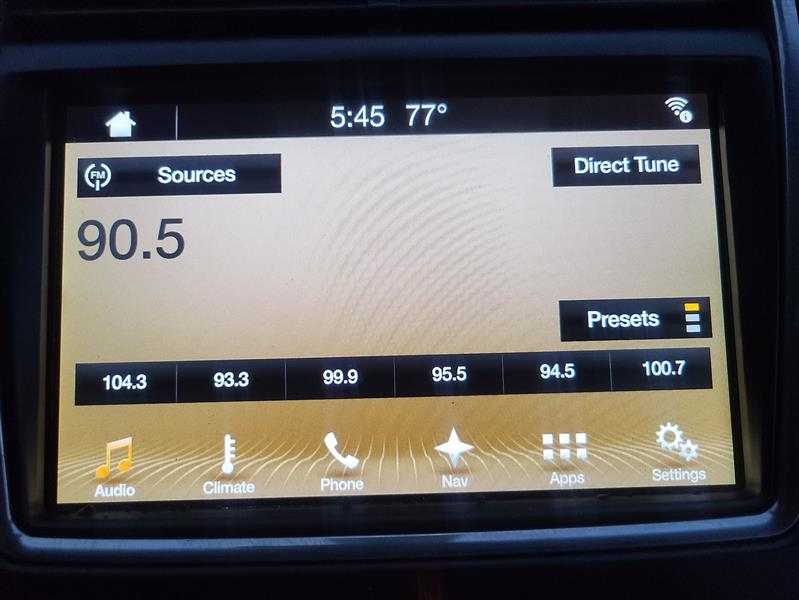 5:45 77°
FM Sources
Direct Tune
90.5
Presets
104.3 93.3 99.9 95.5 94.5 100.7
Audio Climate Phone Nav Apps Settings